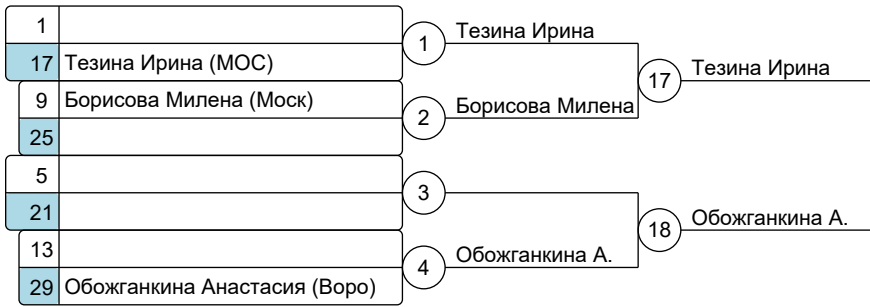 1
17 Тезина Ирина (МОС)
9 Борисова Милена (Моск)
25
5
21
13
29 Обожганкина Анастасия (Воро)
1 Тезина Ирина
2 Борисова Милена
3
4 Обожганкина А.
17 Тезина Ирина
18 Обожганкина А.